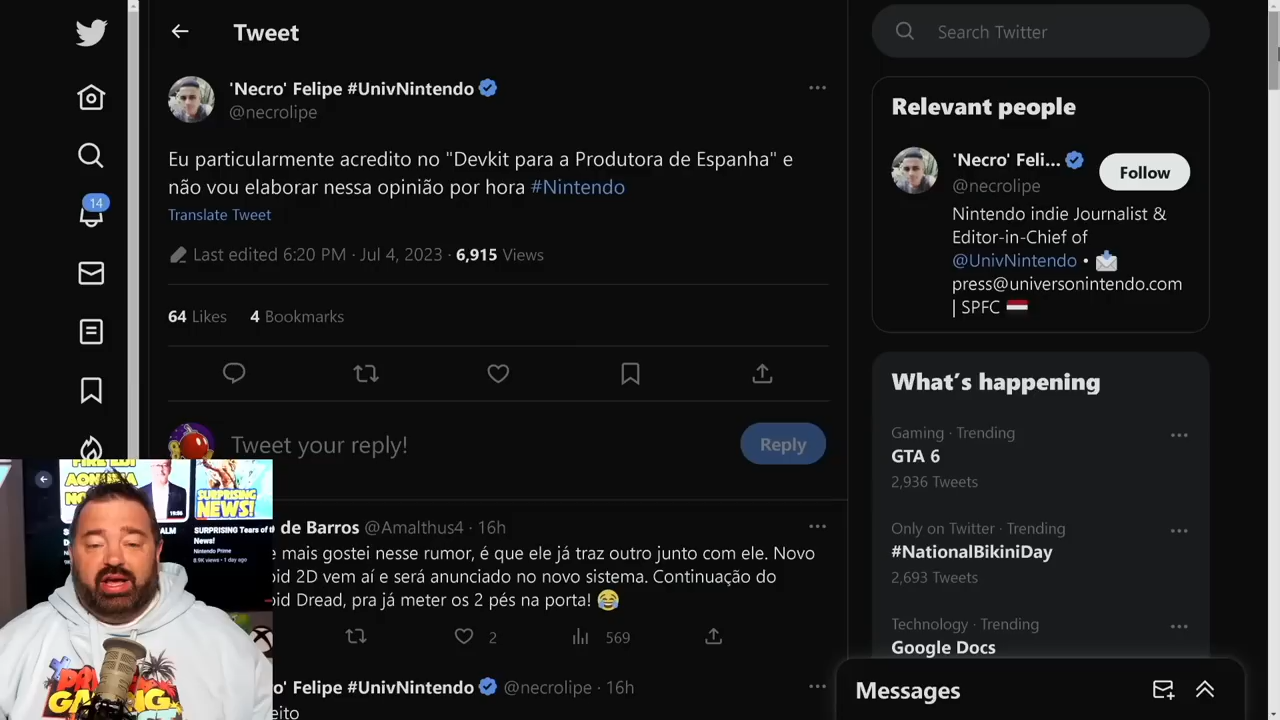 Tweet
'Necro' Felipe #UnivNintendo
@necrolipe
Eu particularmente acredito no "Devkit para a Produtora de Espanha" e
não vou elaborar nessa opinião por hora #Nintendo
Translate Tweet
Last edited 6:20 PM · Jul 4, 2023 · 6,915 Views
64 Likes 4 Bookmarks
Tweet your reply!
Reply
de Barros @Amalthus4 · 16h
mais gostei nesse rumor, é que ele já traz outro junto com ele. Novo
2D vem aí e será anunciado no novo sistema. Continuação do
Dread, pra já meter os 2 pés na porta! 😂
2 569
Felipe #UnivNintendo @necrolipe · 16h
14
Search Twitter
Relevant people
'Necro' Feli...
@necrolipe
Follow
Nintendo indie Journalist &
Editor-in-Chief of
@UnivNintendo • 📩
press@universonintendo.com
| SPFC 🇾🇪
What's happening
Gaming · Trending
GTA 6
2,936 Tweets
Only on Twitter · Trending
#NationalBikiniDay
2,693 Tweets
Technology · Trending
Google Docs
Messages
SURPRISING
NEWS!
SURPRISING Tears of
News!
Nintendo Prime